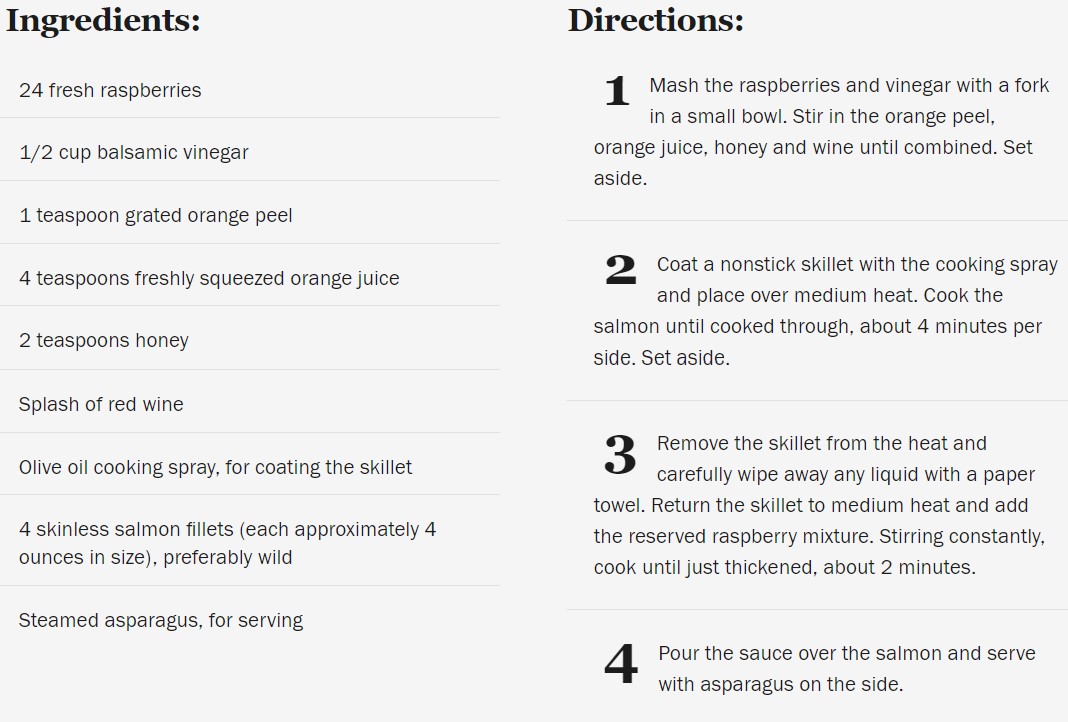 Ingredients:
24 fresh raspberries
1/2 cup balsamic vinegar
1 teaspoon grated orange peel
4 teaspoons freshly squeezed orange juice
2 teaspoons honey
Splash of red wine
Olive oil cooking spray, for coating the skillet
4 skinless salmon fillets (each approximately 4
ounces in size), preferably wild
Steamed asparagus, for serving
Directions:
1 Mash the raspberries and vinegar with a fork
in a small bowl. Stir in the orange peel,
orange juice, honey and wine until combined. Set
aside.
2 Coat a nonstick skillet with the cooking spray
and place over medium heat. Cook the
salmon until cooked through, about 4 minutes per
side. Set aside.
3 Remove the skillet from the heat and
carefully wipe away any liquid with a paper
towel. Return the skillet to medium heat and add
the reserved raspberry mixture. Stirring constantly,
cook until just thickened, about 2 minutes.
4 Pour the sauce over the salmon and serve
with asparagus on the side.